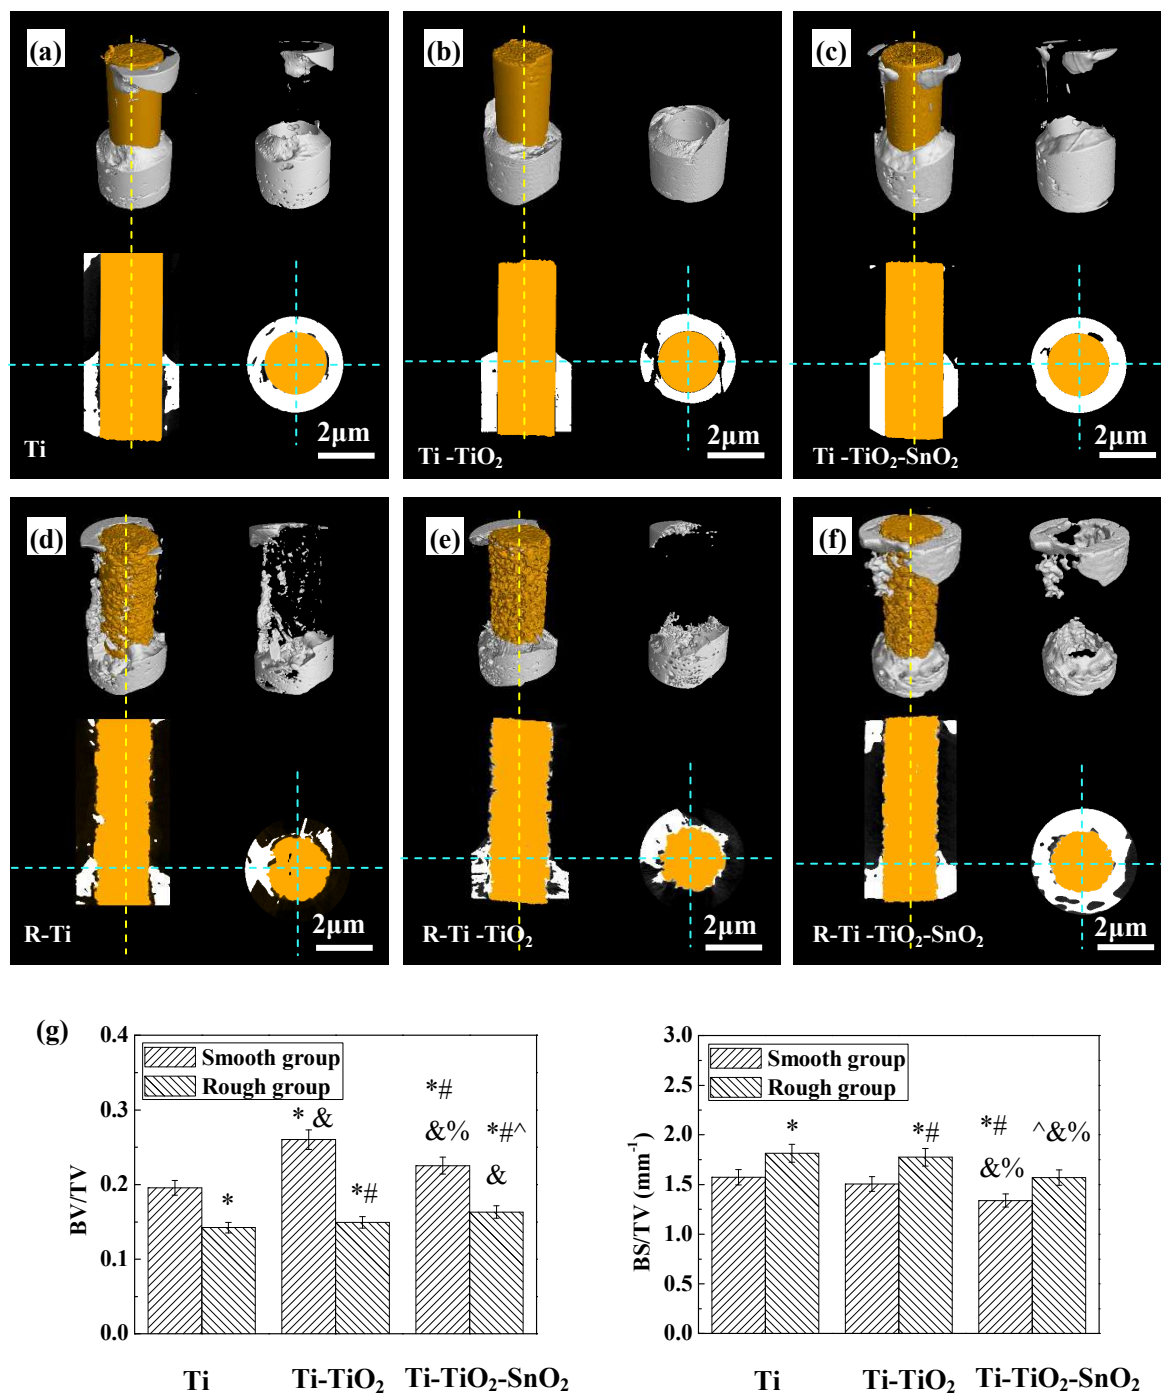 (a)
Ti
2μm
(b)
Ti -TiO₂
2μm
(c)
Ti -TiO₂-SnO₂
2μm
(d)
R-Ti
2μm
(e)
R-Ti -TiO₂
2μm
(f)
R-Ti -TiO₂-SnO₂
2μm
(g)
BV/TV
0.4
0.3
0.2
0.1
0.0
Smooth group
Rough group
*
* &
*#
*#
&%
*#^
&
Ti
Ti-TiO₂
Ti-TiO₂-SnO₂
BS/TV (mm⁻¹)
3.0
2.5
2.0
1.5
1.0
0.5
0.0
Smooth group
Rough group
*
*#
*#
&%
^&%
Ti
Ti-TiO₂
Ti-TiO₂-SnO₂